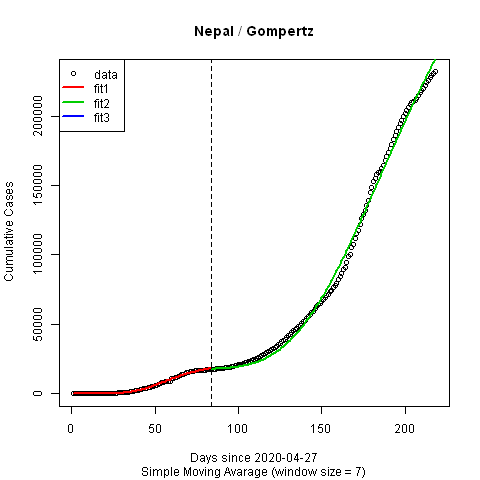 Nepal / Gompertz
data
fit1
fit2
fit3
Cumulative Cases
0
50000
100000
150000
200000
0 50 100 150 200
Days since 2020-04-27
Simple Moving Avarage (window size = 7)